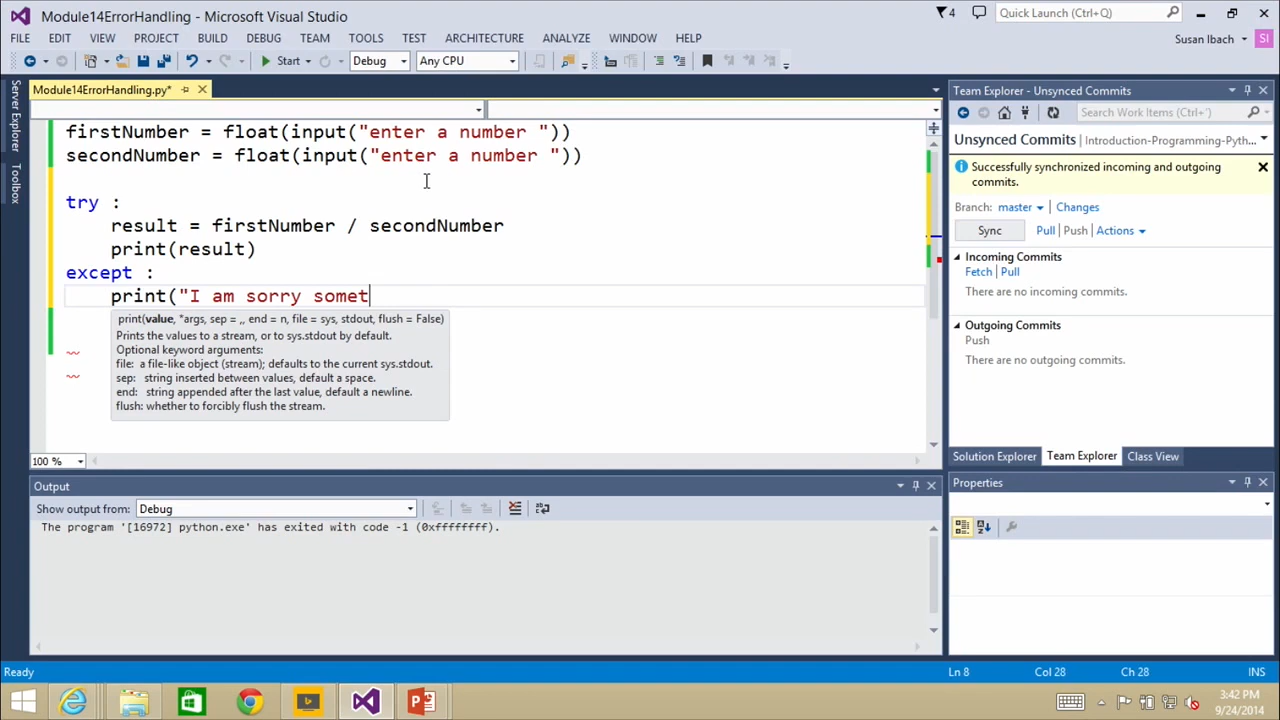 Module14ErrorHandling - Microsoft Visual Studio
4
Quick Launch (Ctrl+Q)
FILE EDIT VIEW PROJECT BUILD DEBUG TEAM TOOLS TEST ARCHITECTURE ANALYZE WINDOW HELP
Susan Ibach SI
Start Debug Any CPU
Server Explorer
Toolbox
Module14ErrorHandling.py*
firstNumber = float(input("enter a number "))
secondNumber = float(input("enter a number "))
try :
result = firstNumber / secondNumber
print(result)
except :
print("I am sorry somet
print(value, *args, sep = ,, end = n, file = sys, stdout, flush = False)
Prints the values to a stream, or to sys.stdout by default.
Optional keyword arguments:
file: a file-like object (stream); defaults to the current sys.stdout.
sep: string inserted between values, default a space.
end: string appended after the last value, default a newline.
flush: whether to forcibly flush the stream.
100 %
Output
Show output from: Debug
The program '[16972] python.exe' has exited with code -1 (0xffffffff).
Team Explorer - Unsynced Commits
Search Work Items (Ctrl+')
Unsynced Commits Introduction-Programming-Pyth...
Successfully synchronized incoming and outgoing
commits.
Branch: master Changes
Sync Pull Push Actions
Incoming Commits
Fetch Pull
There are no incoming commits.
Outgoing Commits
Push
There are no outgoing commits.
Solution Explorer Team Explorer Class View
Properties
Ready Ln 8 Col 28 Ch 28 INS
3:42 PM
9/24/2014